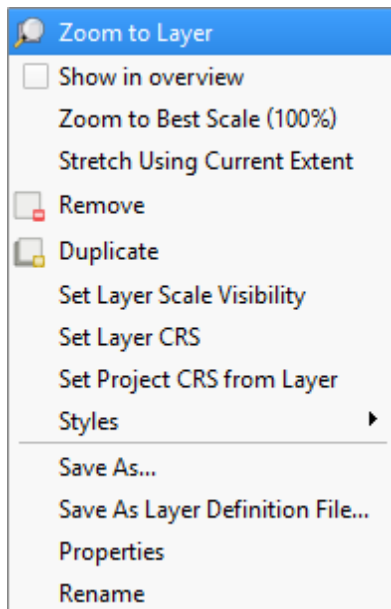 Zoom to Layer
Show in overview
Zoom to Best Scale (100%)
Stretch Using Current Extent
Remove
Duplicate
Set Layer Scale Visibility
Set Layer CRS
Set Project CRS from Layer
Styles
Save As...
Save As Layer Definition File...
Properties
Rename